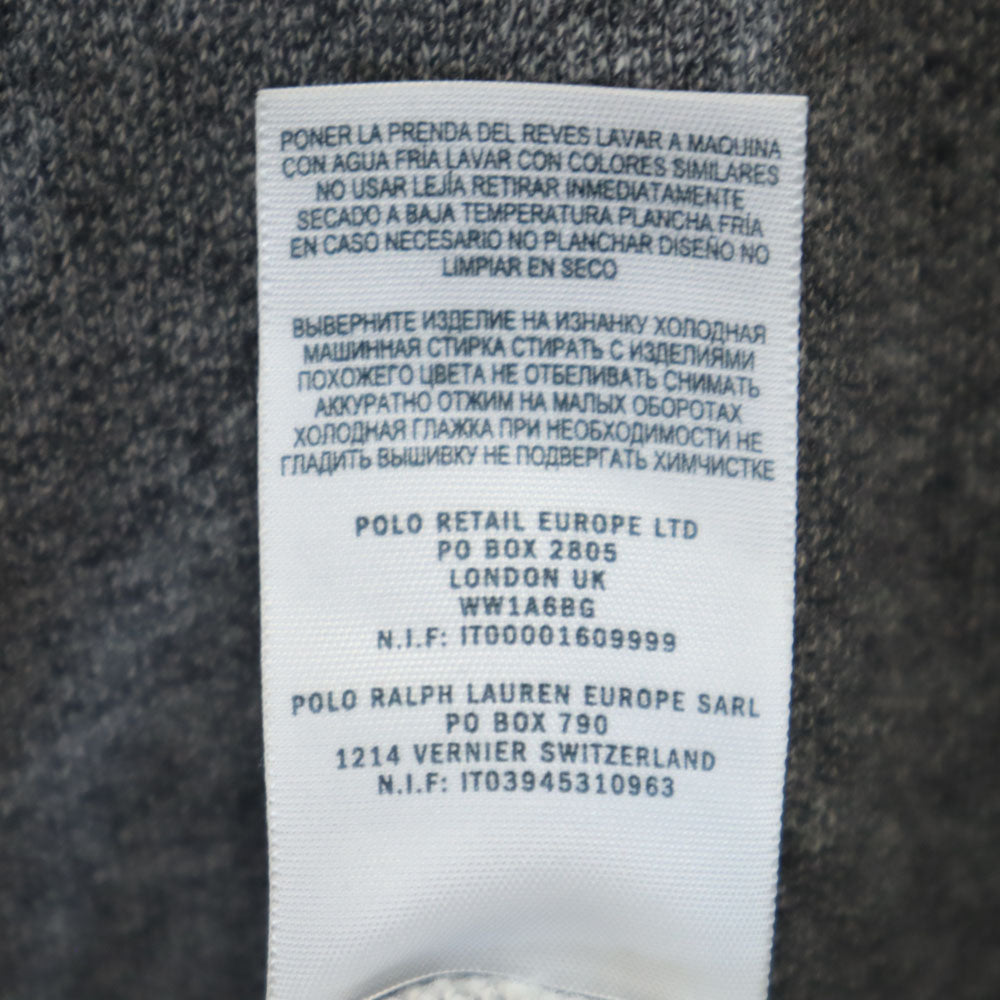 PONER LA PRENDA DEL REVES LAVAR A MAQUINA
CON AGUA FRIA LAVAR CON COLORES SIMILARES
NO USAR LEJÍA RETIRAR INMEDIATAMENTE
SECADO A BAJA TEMPERATURA PLANCHA FRÍA
EN CASO NECESARIO NO PLANCHAR DISEÑO NO
LIMPIAR EN SECO
ВЫВЕРНИТЕ ИЗДЕЛИЕ НА ИЗНАНКУ ХОЛОДНАЯ
МАШИННАЯ СТИРКА СТИРАТЬ С ИЗДЕЛИЯМИ
ПОХОЖЕГО ЦВЕТА НЕ ОТБЕЛИВАТЬ СНИМАТЬ
АККУРАТНО ОТЖИМ НА МАЛЫХ ОБОРОТАХ
ХОЛОДНАЯ ГЛАЖКА ПРИ НЕОБХОДИМОСТИ НЕ
ГЛАДИТЬ ВЫШИВКУ НЕ ПОДВЕРГАТЬ ХИМЧИСТКЕ
POLO RETAIL EUROPE LTD
PO BOX 2805
LONDON UK
WW1A6BG
N.I.F: IT00001609999
POLO RALPH LAUREN EUROPE SARL
PO BOX 790
1214 VERNIER SWITZERLAND
N.I.F: IT03945310963